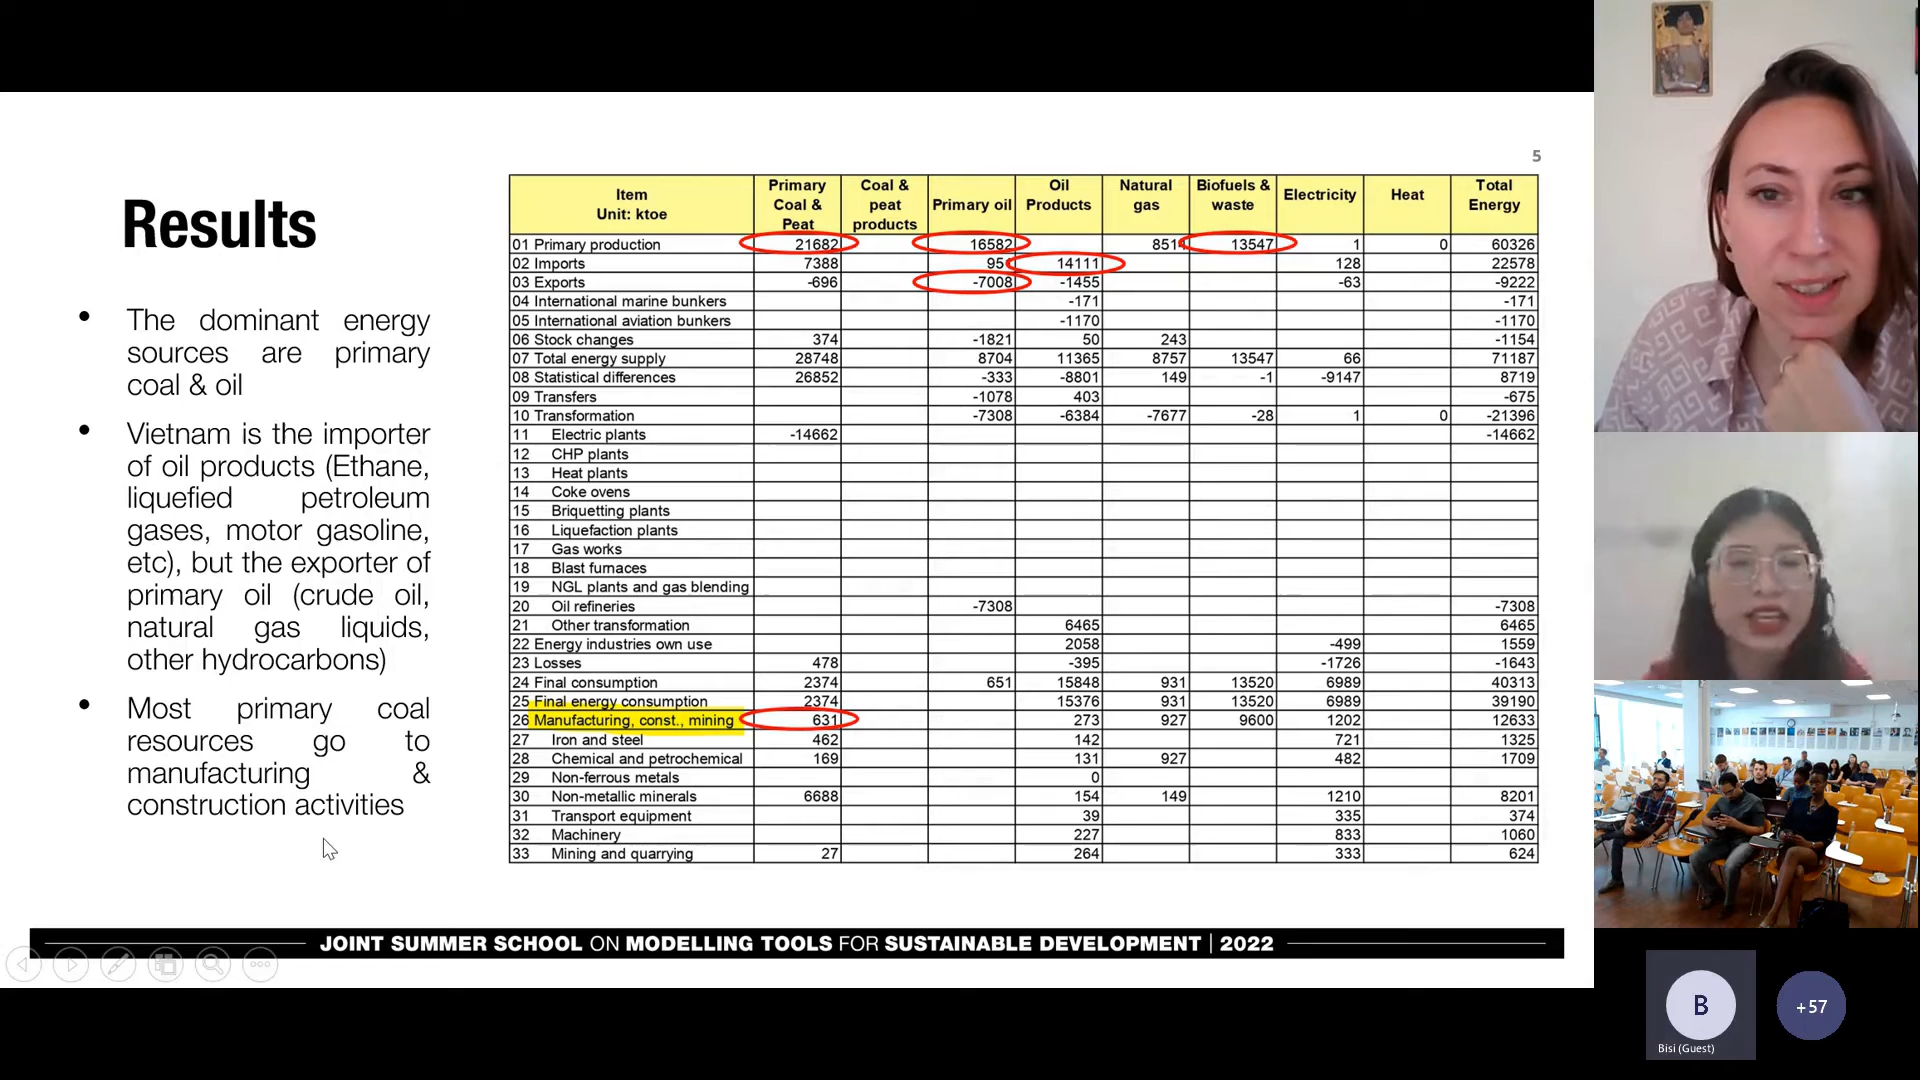 5
Results
• The dominant energy
sources are primary
coal & oil
• Vietnam is the importer
of oil products (Ethane,
liquefied petroleum
gases, motor gasoline,
etc), but the exporter of
primary oil (crude oil,
natural gas liquids,
other hydrocarbons)
• Most primary coal
resources go to
manufacturing &
construction activities
Item Unit: ktoe Primary Coal & Peat Coal & peat products Primary oil Oil Products Natural gas Biofuels & waste Electricity Heat Total Energy
01 Primary production 21682 16582 8514 13547 1 0 60326
02 Imports 7388 951 14111 128 22578
03 Exports -696 -7008 -1455 -63 -9222
04 International marine bunkers -171 -171
05 International aviation bunkers -1170 -1170
06 Stock changes 374 -1821 50 243 -1154
07 Total energy supply 28748 8704 11365 8757 13547 66 71187
08 Statistical differences 26852 -333 -8801 149 -1 -9147 8719
09 Transfers -1078 403 -675
10 Transformation -7308 -6384 -7677 -28 1 0 -21396
11 Electric plants -14662 -14662
12 CHP plants
13 Heat plants
14 Coke ovens
15 Briquetting plants
16 Liquefaction plants
17 Gas works
18 Blast furnaces
19 NGL plants and gas blending
20 Oil refineries -7308 -7308
21 Other transformation 6465 6465
22 Energy industries own use 2058 -499 1559
23 Losses 478 -395 -1726 -1643
24 Final consumption 2374 651 15848 931 13520 6989 40313
25 Final energy consumption 2374 15376 931 13520 6989 39190
26 Manufacturing, const., mining 631 273 927 9600 1202 12633
27 Iron and steel 462 142 721 1325
28 Chemical and petrochemical 169 131 927 482 1709
29 Non-ferrous metals 0
30 Non-metallic minerals 6688 154 149 1210 8201
31 Transport equipment 39 335 374
32 Machinery 227 833 1060
33 Mining and quarrying 27 264 333 624
JOINT SUMMER SCHOOL ON MODELLING TOOLS FOR SUSTAINABLE DEVELOPMENT | 2022
B
Bisi (Guest)
+57